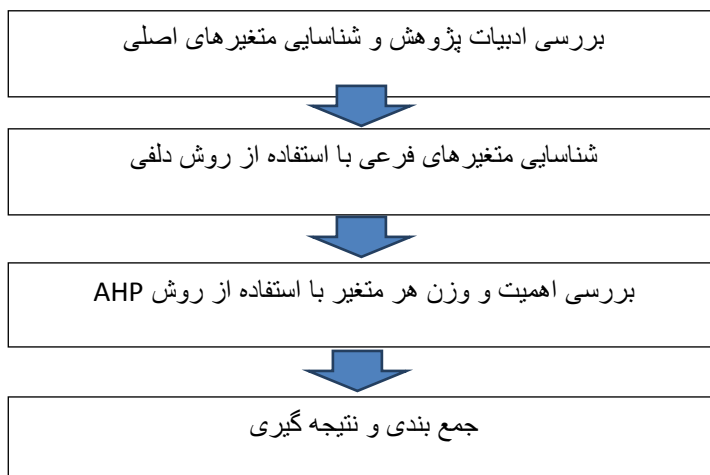 بررسی ادبیات پژوهش و شناسایی متغیرهای اصلی
شناسایی متغیرهای فرعی با استفاده از روش دلفی
بررسی اهمیت و وزن هر متغیر با استفاده از روش AHP
جمع بندی و نتیجه گیری